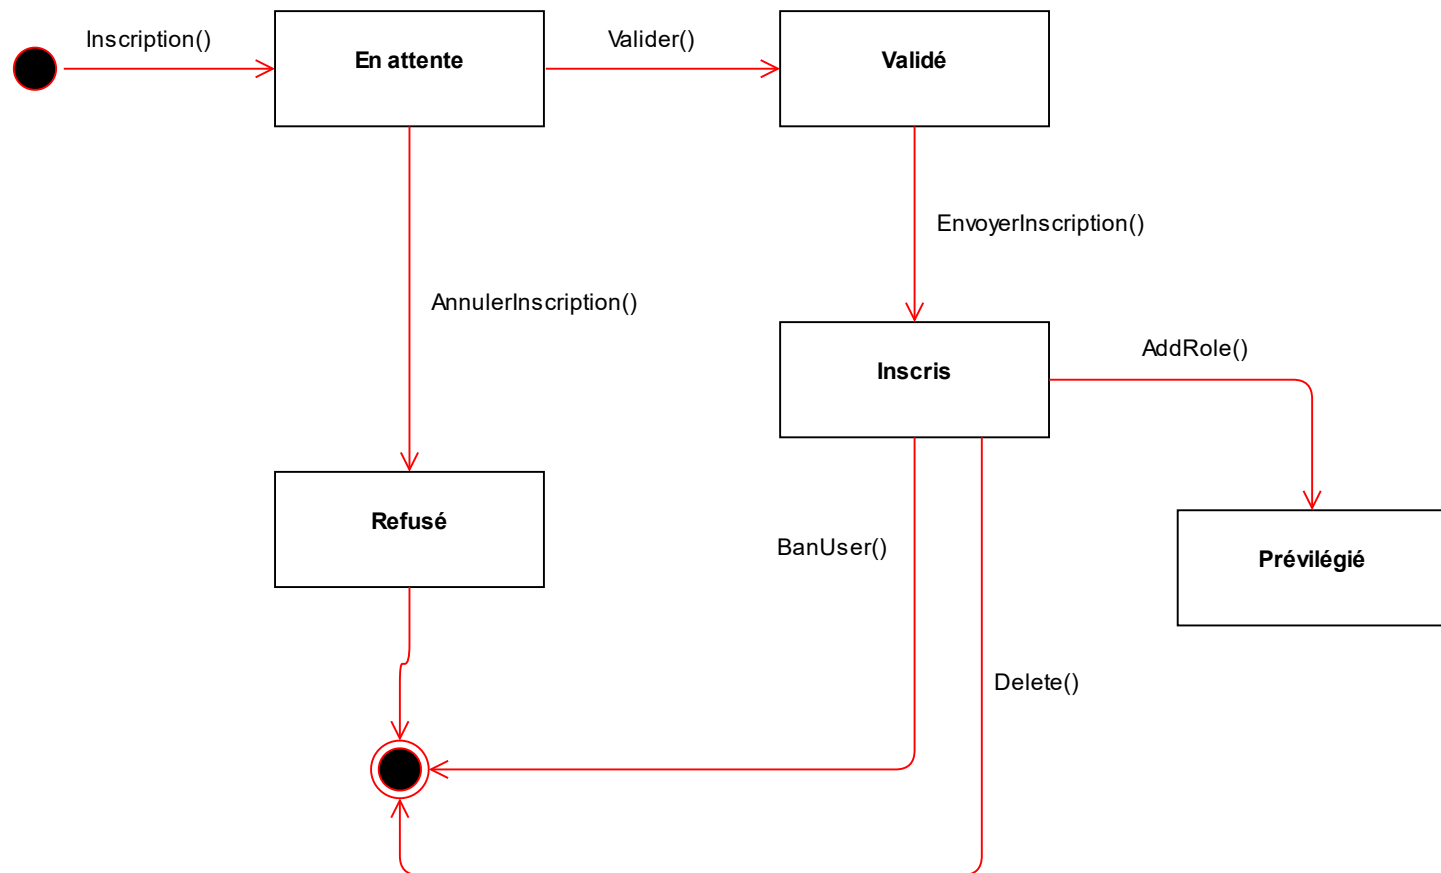 Inscription()
En attente
Valider()
Validé
EnvoyerInscription()
AnnulerInscription()
Inscris
AddRole()
Refusé
BanUser()
Prévilégié
Delete()